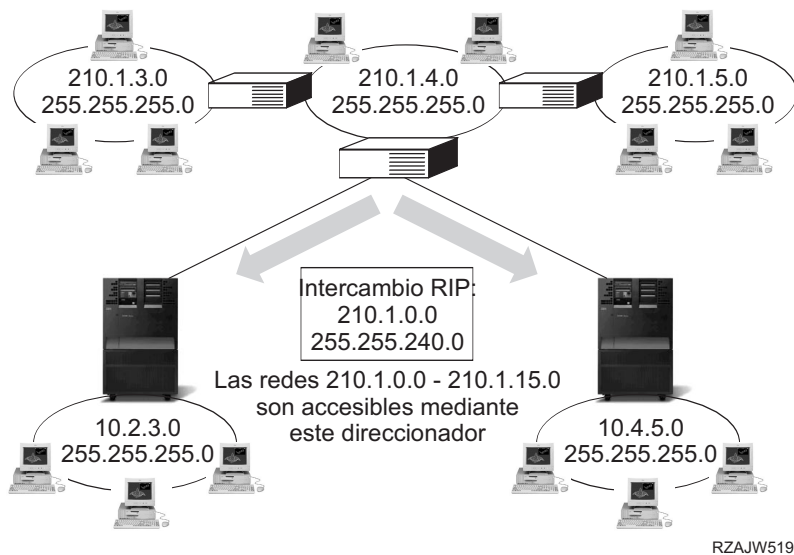 210.1.3.0
255.255.255.0
210.1.4.0
255.255.255.0
210.1.5.0
255.255.255.0
Intercambio RIP:
210.1.0.0
255.255.240.0
Las redes 210.1.0.0 - 210.1.15.0
son accesibles mediante
este direccionador
10.2.3.0
255.255.255.0
10.4.5.0
255.255.255.0
RZAJW519